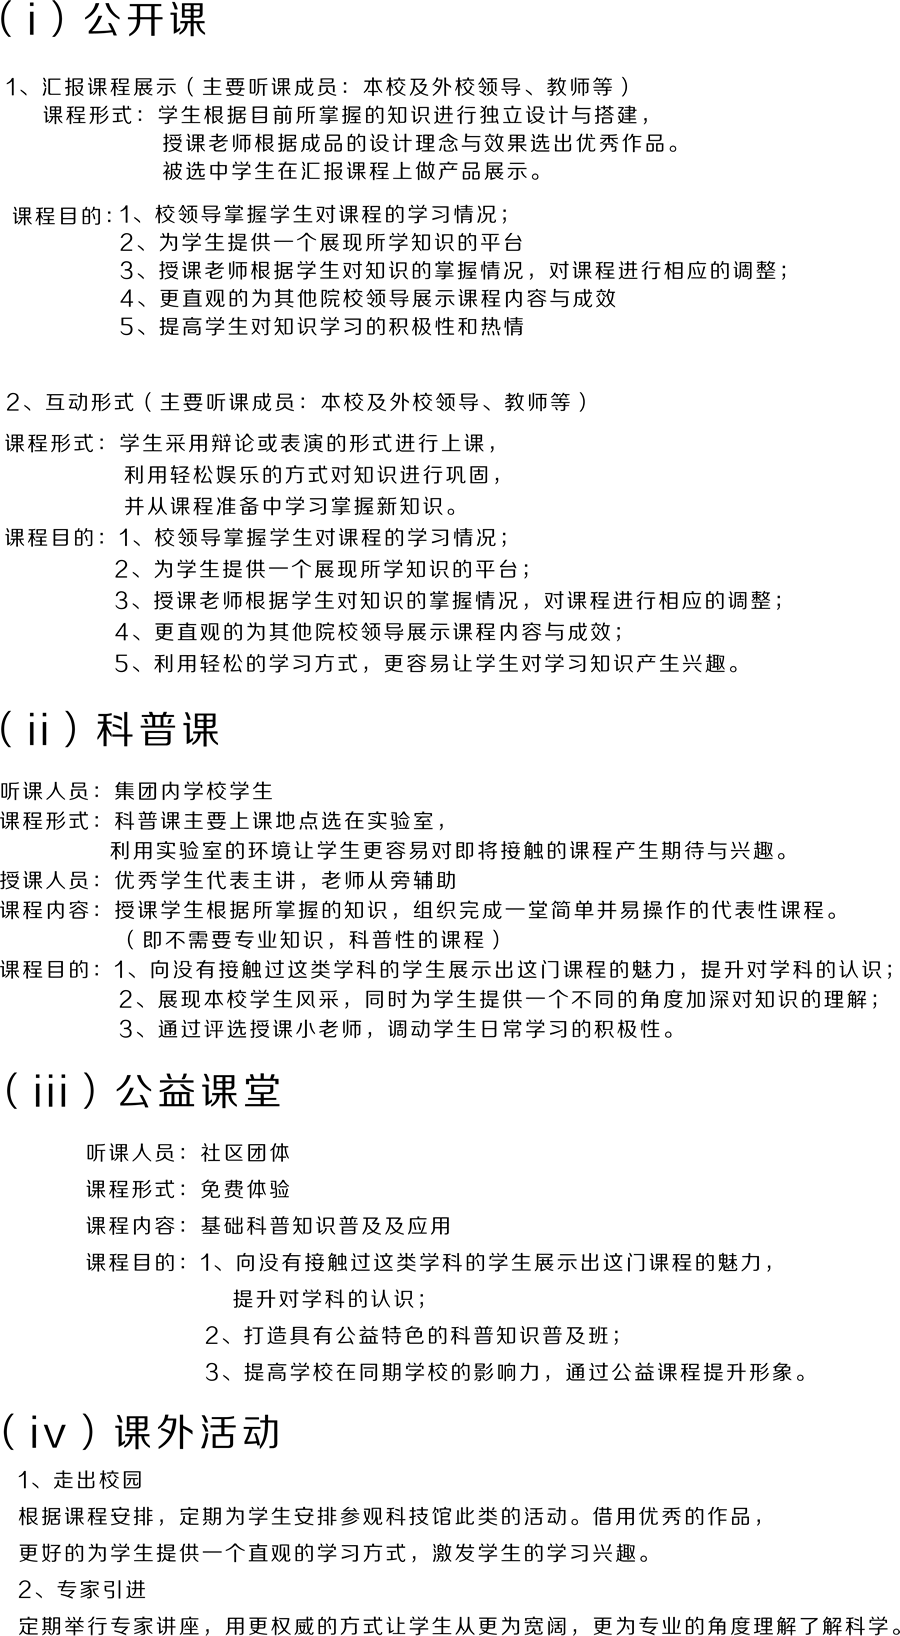 （i）公开课
1、汇报课程展示（主要听课成员：本校及外校领导、教师等）
课程形式：学生根据目前所掌握的知识进行独立设计与搭建，
授课老师根据成品的设计理念与效果选出优秀作品。
被选中学生在汇报课程上做产品展示。
课程目的：1、校领导掌握学生对课程的学习情况；
2、为学生提供一个展现所学知识的平台
3、授课老师根据学生对知识的掌握情况，对课程进行相应的调整；
4、更直观的为其他院校领导展示课程内容与成效
5、提高学生对知识学习的积极性和热情
2、互动形式（主要听课成员：本校及外校领导、教师等）
课程形式：学生采用辩论或表演的形式进行上课，
利用轻松娱乐的方式对知识进行巩固，
并从课程准备中学习掌握新知识。
课程目的：1、校领导掌握学生对课程的学习情况；
2、为学生提供一个展现所学知识的平台；
3、授课老师根据学生对知识的掌握情况，对课程进行相应的调整；
4、更直观的为其他院校领导展示课程内容与成效；
5、利用轻松的学习方式，更容易让学生对学习知识产生兴趣。
（ii）科普课
听课人员：集团内学校学生
课程形式：科普课主要上课地点选在实验室，
利用实验室的环境让学生更容易对即将接触的课程产生期待与兴趣。
授课人员：优秀学生代表主讲，老师从旁辅助
课程内容：授课学生根据所掌握的知识，组织完成一堂简单并易操作的代表性课程。
（即不需要专业知识，科普性的课程）
课程目的：1、向没有接触过这类学科的学生展示出这门课程的魅力，提升对学科的认识；
2、展现本校学生风采，同时为学生提供一个不同的角度加深对知识的理解；
3、通过评选授课小老师，调动学生日常学习的积极性。
（iii）公益课堂
听课人员：社区团体
课程形式：免费体验
课程内容：基础科普知识普及及应用
课程目的：1、向没有接触过这类学科的学生展示出这门课程的魅力，
提升对学科的认识；
2、打造具有公益特色的科普知识普及班；
3、提高学校在同期学校的影响力，通过公益课程提升形象。
（iv）课外活动
1、走出校园
根据课程安排，定期为学生安排参观科技馆此类的活动。借用优秀的作品，
更好的为学生提供一个直观的学习方式，激发学生的学习兴趣。
2、专家引进
定期举行专家讲座，用更权威的方式让学生从更为宽阔，更为专业的角度理解了解科学。